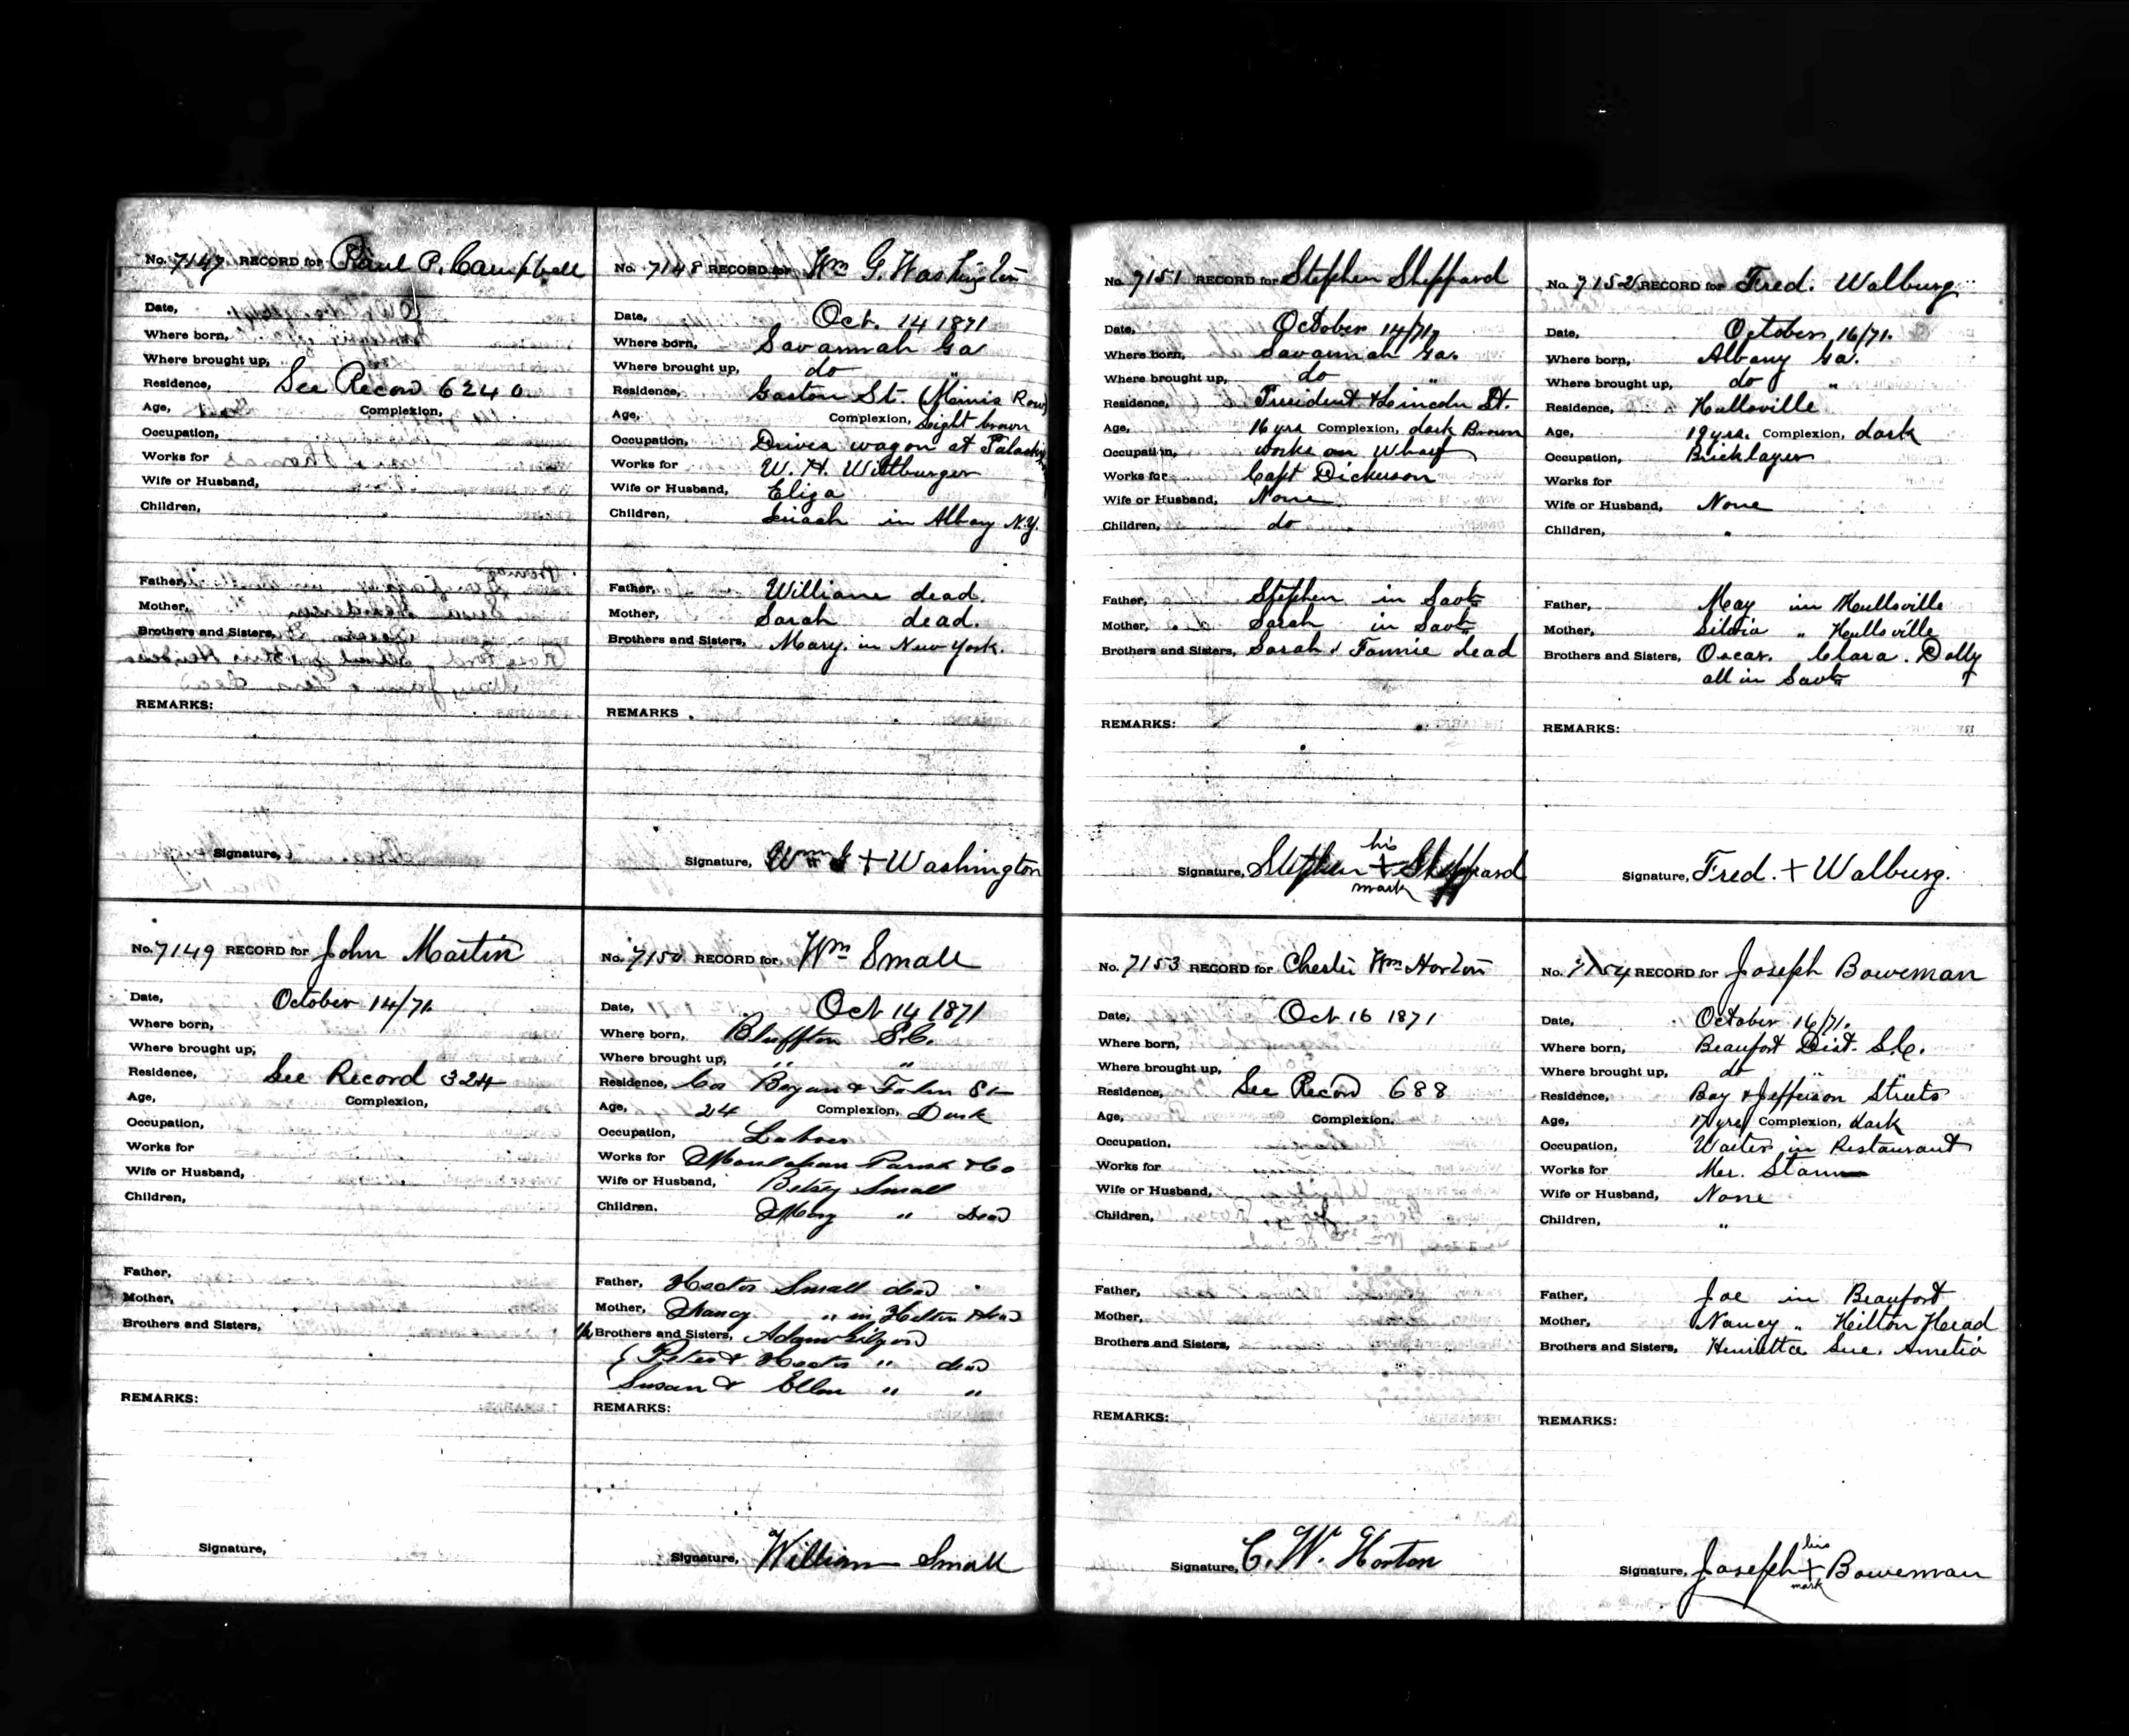 No. 7147 RECORD for Paul P. Campbell
Date,
Where born,
Where brought up,
Residence, See Record 6240
Age, Complexion,
Occupation,
Works for
Wife or Husband,
Children,
Father,
Mother,
Brothers and Sisters,
REMARKS:
Signature,
No. 7148 RECORD for Wm G. Washington
Date, Oct. 14 1871
Where born, Savannah Ga
Where brought up, do "
Residence, Gaston St. (Minis Row)
Age, Complexion, Light brown
Occupation, Drives wagon at
Works for W. H. Wiltburger
Wife or Husband, Eliza
Children, in Albany N.Y.
Father, William dead.
Mother, Sarah dead.
Brothers and Sisters, Mary. in New York.
REMARKS
Signature, Wm G + Washington
No. 7149 RECORD for John Martin
Date, October 14/71.
Where born,
Where brought up,
Residence, See Record 324
Age, Complexion,
Occupation,
Works for
Wife or Husband,
Children,
Father,
Mother,
Brothers and Sisters,
REMARKS:
Signature,
No. 7150 RECORD for Wm Small
Date, Oct 14 1871
Where born, Bluffton S.C.
Where brought up, " "
Residence, Co Bryan & Fahm St
Age, 24 Complexion, Dark
Occupation, Labor
Works for Parish & Co
Wife or Husband, Betsy Small
Children. Mary " Dead
Father, Hector Small dead
Mother, Nancy " in Hilton Head
1/2 Brothers and Sisters, Adam
Peter & Hector " dead
Susan & Ellen " "
REMARKS:
Signature, William Small
No. 7151 RECORD for Stephen Sheppard
Date, October 14/71
Where born, Savannah Ga.
Where brought up, do "
Residence, President & Lincoln St.
Age, 16 yrs Complexion, dark Brown
Occupation, works on Wharf
Works for Capt Dickerson
Wife or Husband, None
Children, do
Father, Stephen in Savh
Mother, Sarah in Savh
Brothers and Sisters, Sarah & Fannie dead
REMARKS:
his
Signature, Stephen + Sheppard
mark
No. 7152 RECORD for Fred. Walburg
Date, October 16/71.
Where born, Albany Ga.
Where brought up, do "
Residence, Hullsville
Age, 19 yrs. Complexion, dark
Occupation, Bricklayer
Works for
Wife or Husband, None
Children, "
Father, May in Hullsville
Mother, Silvia " Hullsville
Brothers and Sisters, Oscar. Clara. Dolly
all in Savh
REMARKS:
Signature, Fred. + Walburg.
No. 7153 RECORD for Chester Wm Horton
Date, Oct 16 1871
Where born,
Where brought up,
Residence, See Record 688
Age, Complexion.
Occupation,
Works for
Wife or Husband,
Children,
Father,
Mother,
Brothers and Sisters,
REMARKS:
Signature, C. W. Horton
No. 7154 RECORD for Joseph Boweman
Date, October 16/71.
Where born, Beaufort Dist. S.C.
Where brought up, do "
Residence, Bay & Jefferson Streets
Age, 17 yrs Complexion, dark
Occupation, Waiter in Restaurant
Works for Mer.
Wife or Husband, None
Children, "
Father, Joe in Beaufort
Mother, Nancy " Hilton Head
Brothers and Sisters, Henrietta Sue. Amelia
REMARKS:
his
Signature, Joseph + Boweman
mark